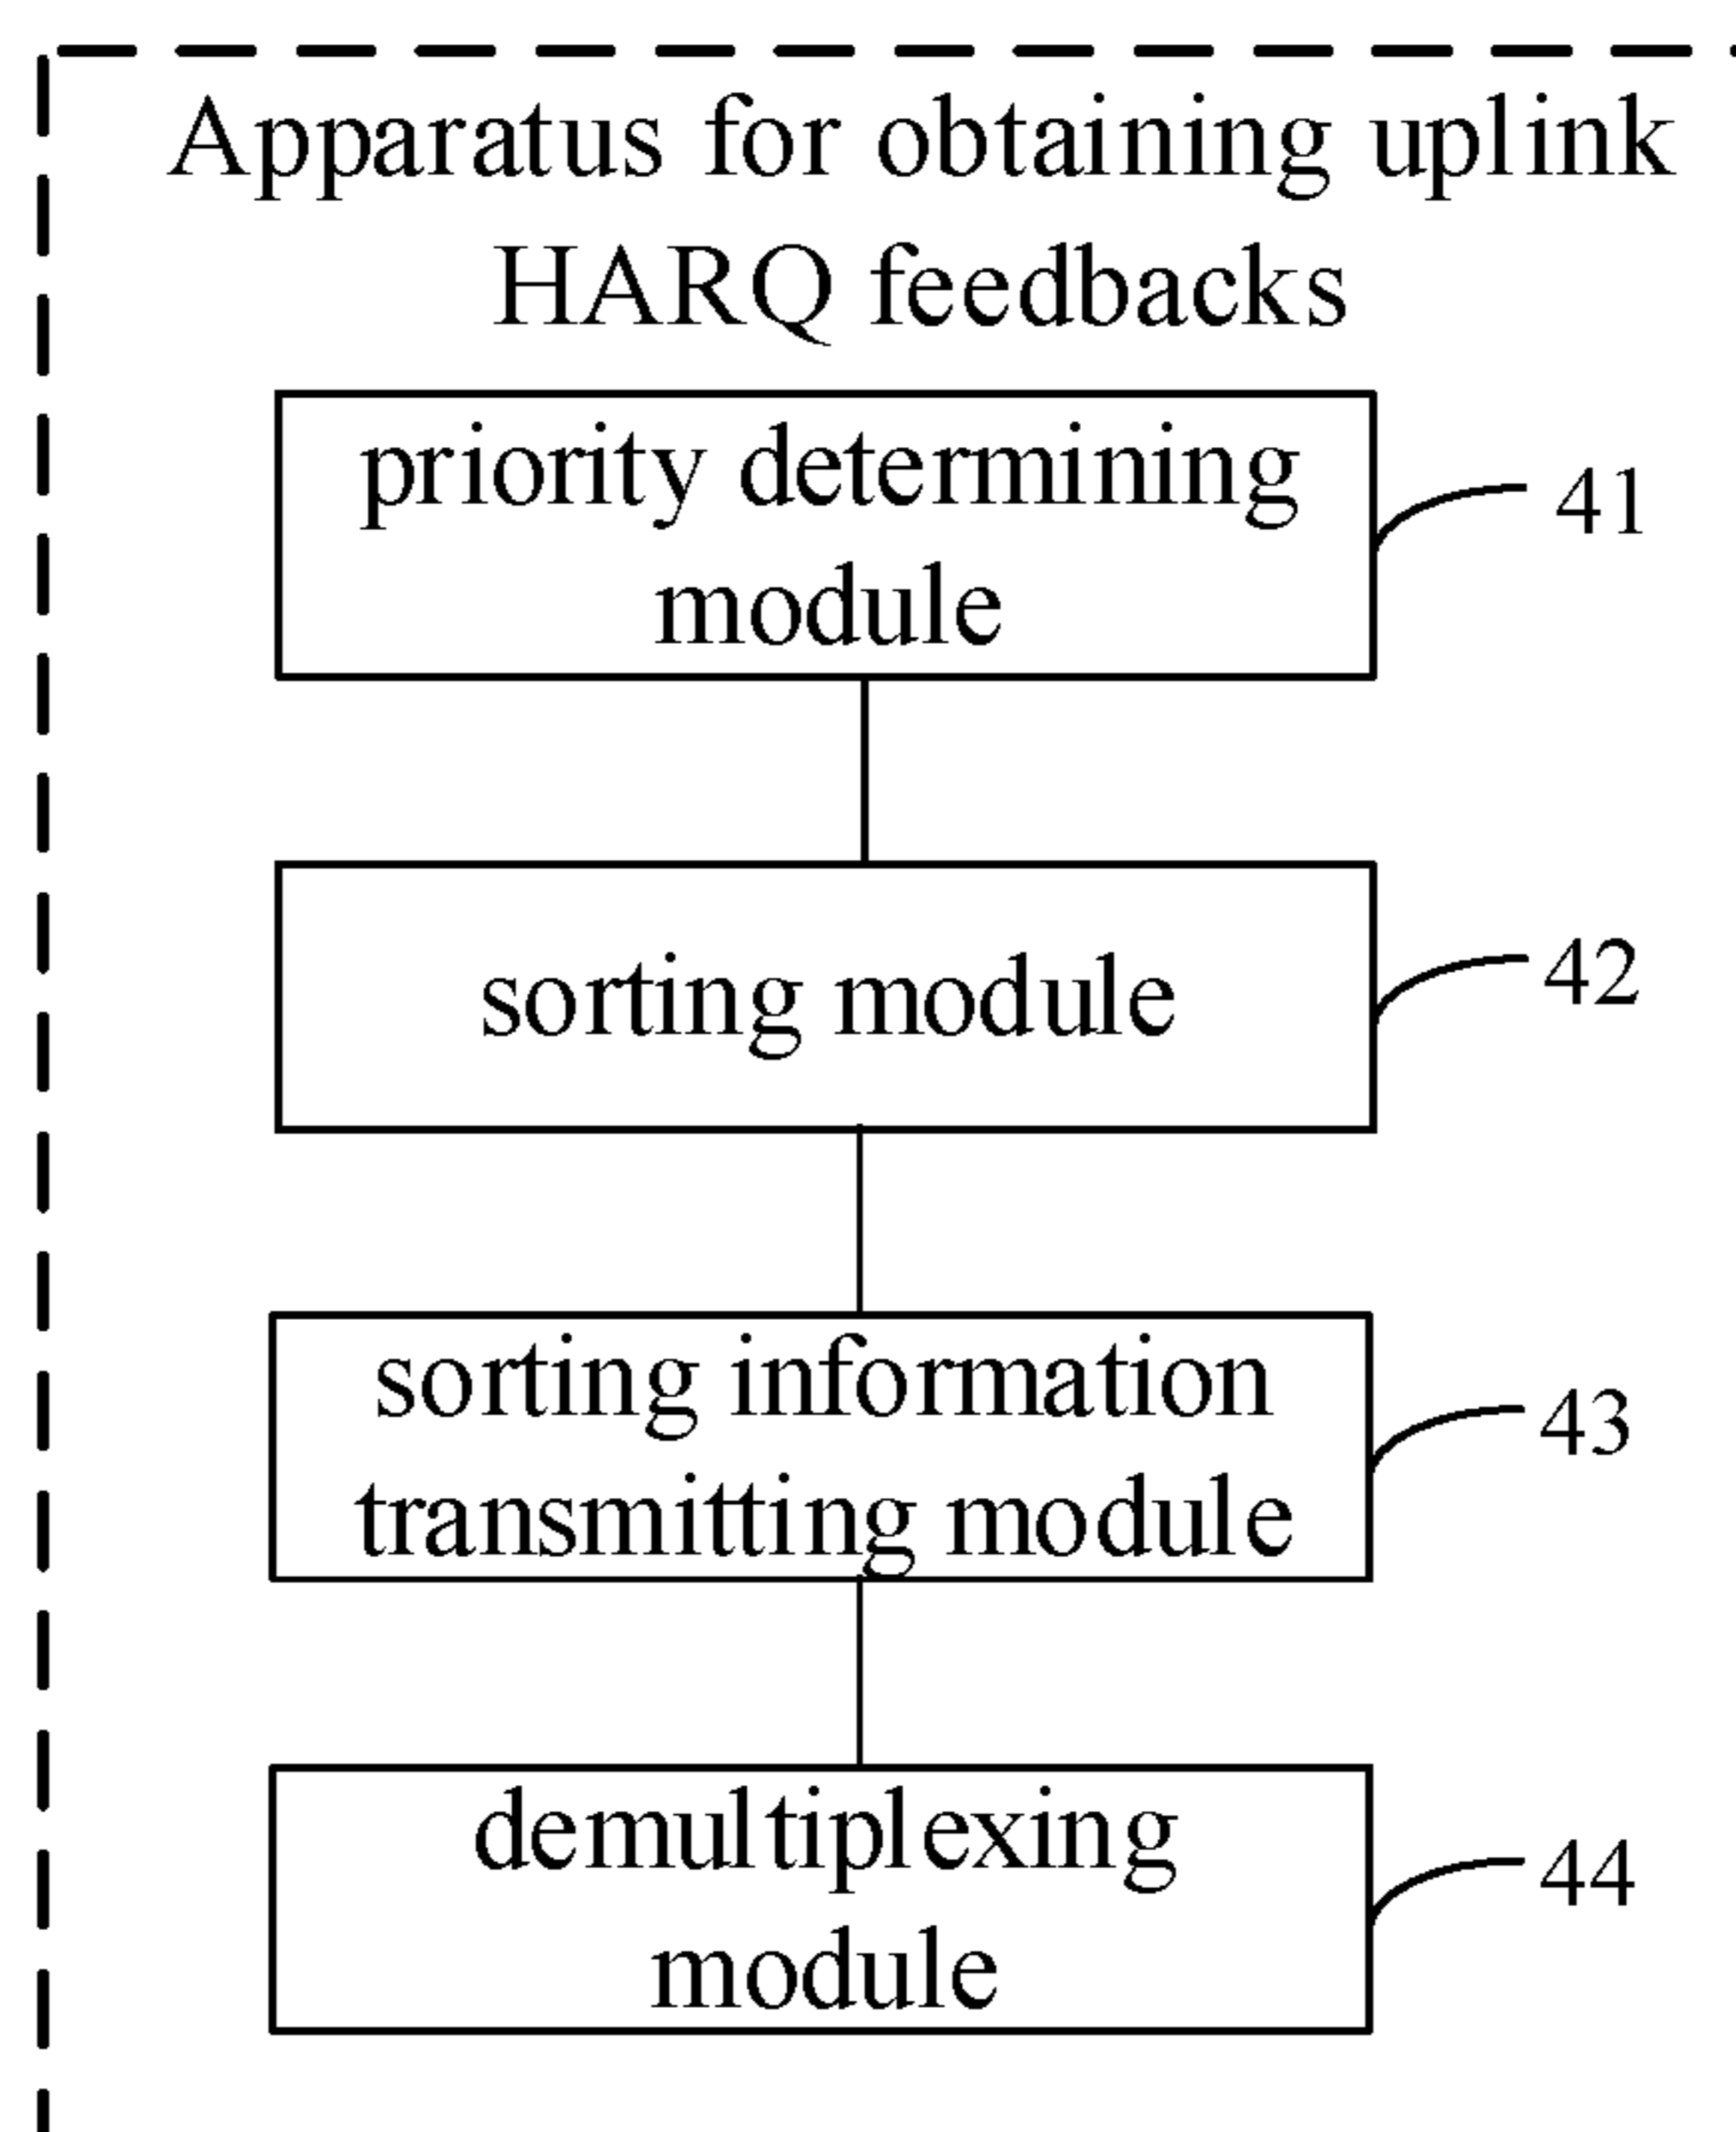 Apparatus for obtaining uplink
HARQ feedbacks
priority determining
module
41
sorting module
42
sorting information
transmitting module
43
demultiplexing
module
44